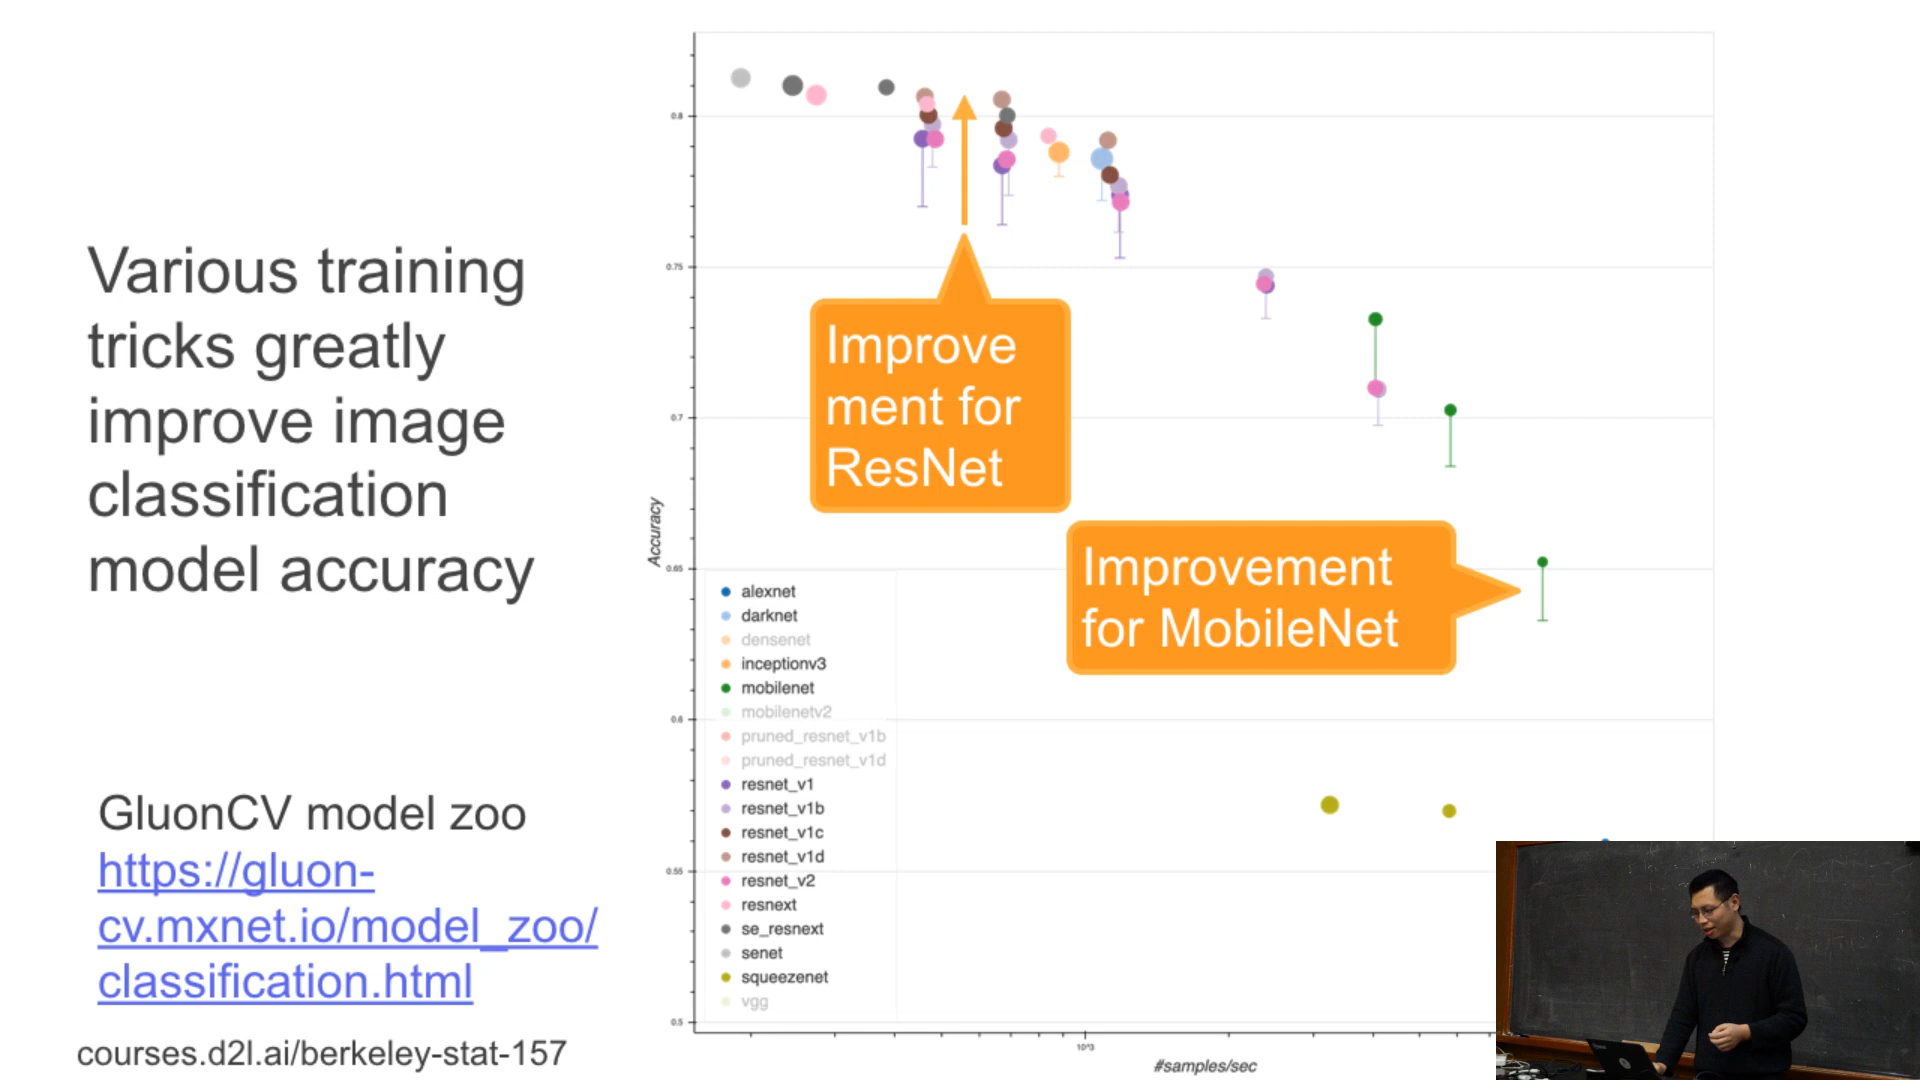 Various training
tricks greatly
improve image
classification
model accuracy
GluonCV model zoo
https://gluon-
cv.mxnet.io/model_zoo/
classification.html
courses.d2l.ai/berkeley-stat-157
0.8
0.75
0.7
0.65
0.6
0.55
0.5
Accuracy
Improve
ment for
ResNet
Improvement
for MobileNet
alexnet
darknet
densenet
inceptionv3
mobilenet
mobilenetv2
pruned_resnet_v1b
pruned_resnet_v1d
resnet_v1
resnet_v1b
resnet_v1c
resnet_v1d
resnet_v2
resnext
se_resnext
senet
squeezenet
vgg
10^3
#samples/sec